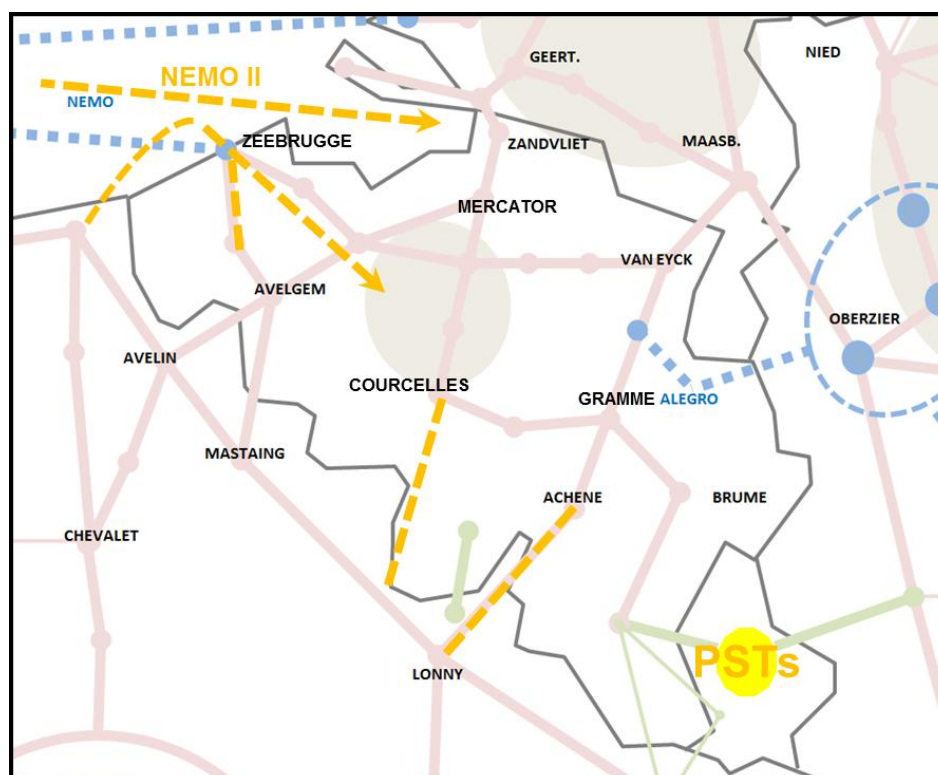 NIED
GEERT.
NEMO II
NEMO
ZEEBRUGGE
ZANDVLIET
MAASB.
MERCATOR
VAN EYCK
AVELGEM
OBERZIER
AVELIN
COURCELLES
GRAMME
ALEGRO
MASTAING
ACHENE
BRUME
CHEVALET
PSTs
LONNY